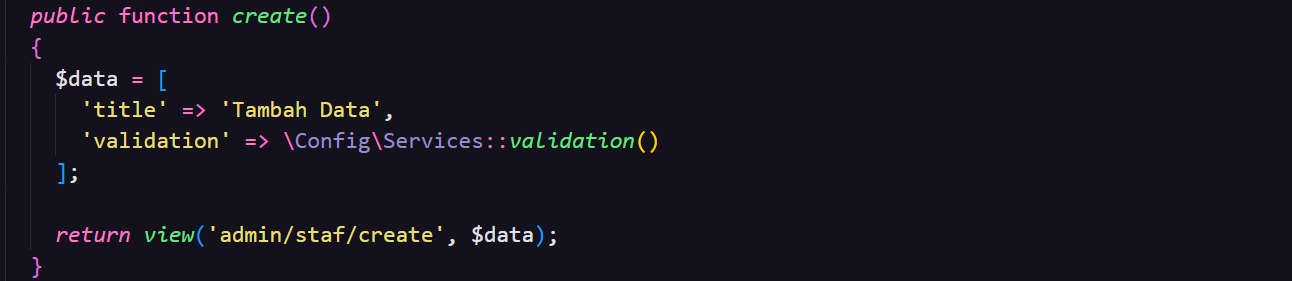 public function create()
{
$data = [
'title' => 'Tambah Data',
'validation' => \Config\Services::validation()
];
return view('admin/staf/create', $data);
}